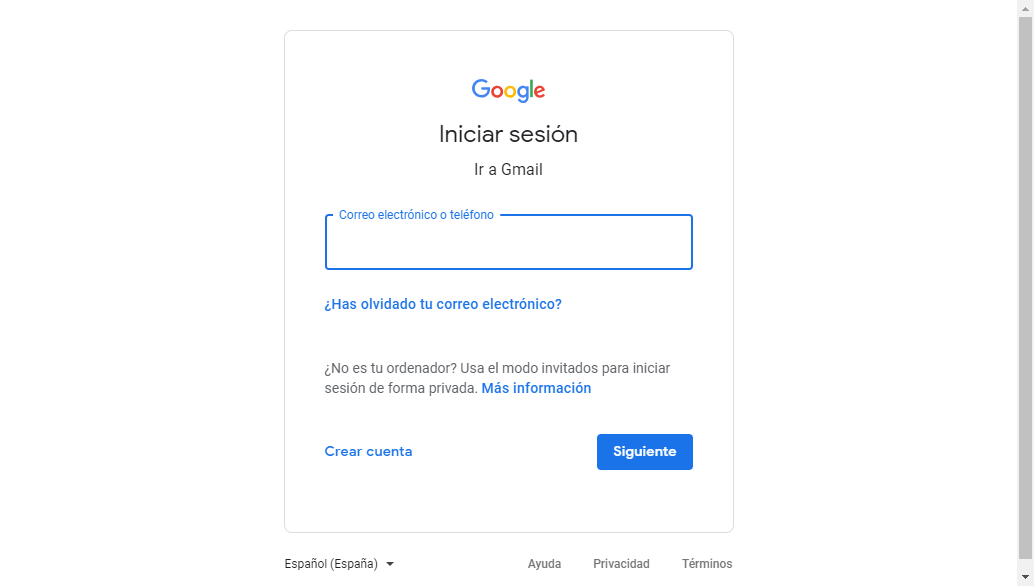 Google
Iniciar sesión
Ir a Gmail
Correo electrónico o teléfono
¿Has olvidado tu correo electrónico?
¿No es tu ordenador? Usa el modo invitados para iniciar
sesión de forma privada. Más información
Crear cuenta
Siguiente
Español (España)
Ayuda
Privacidad
Términos